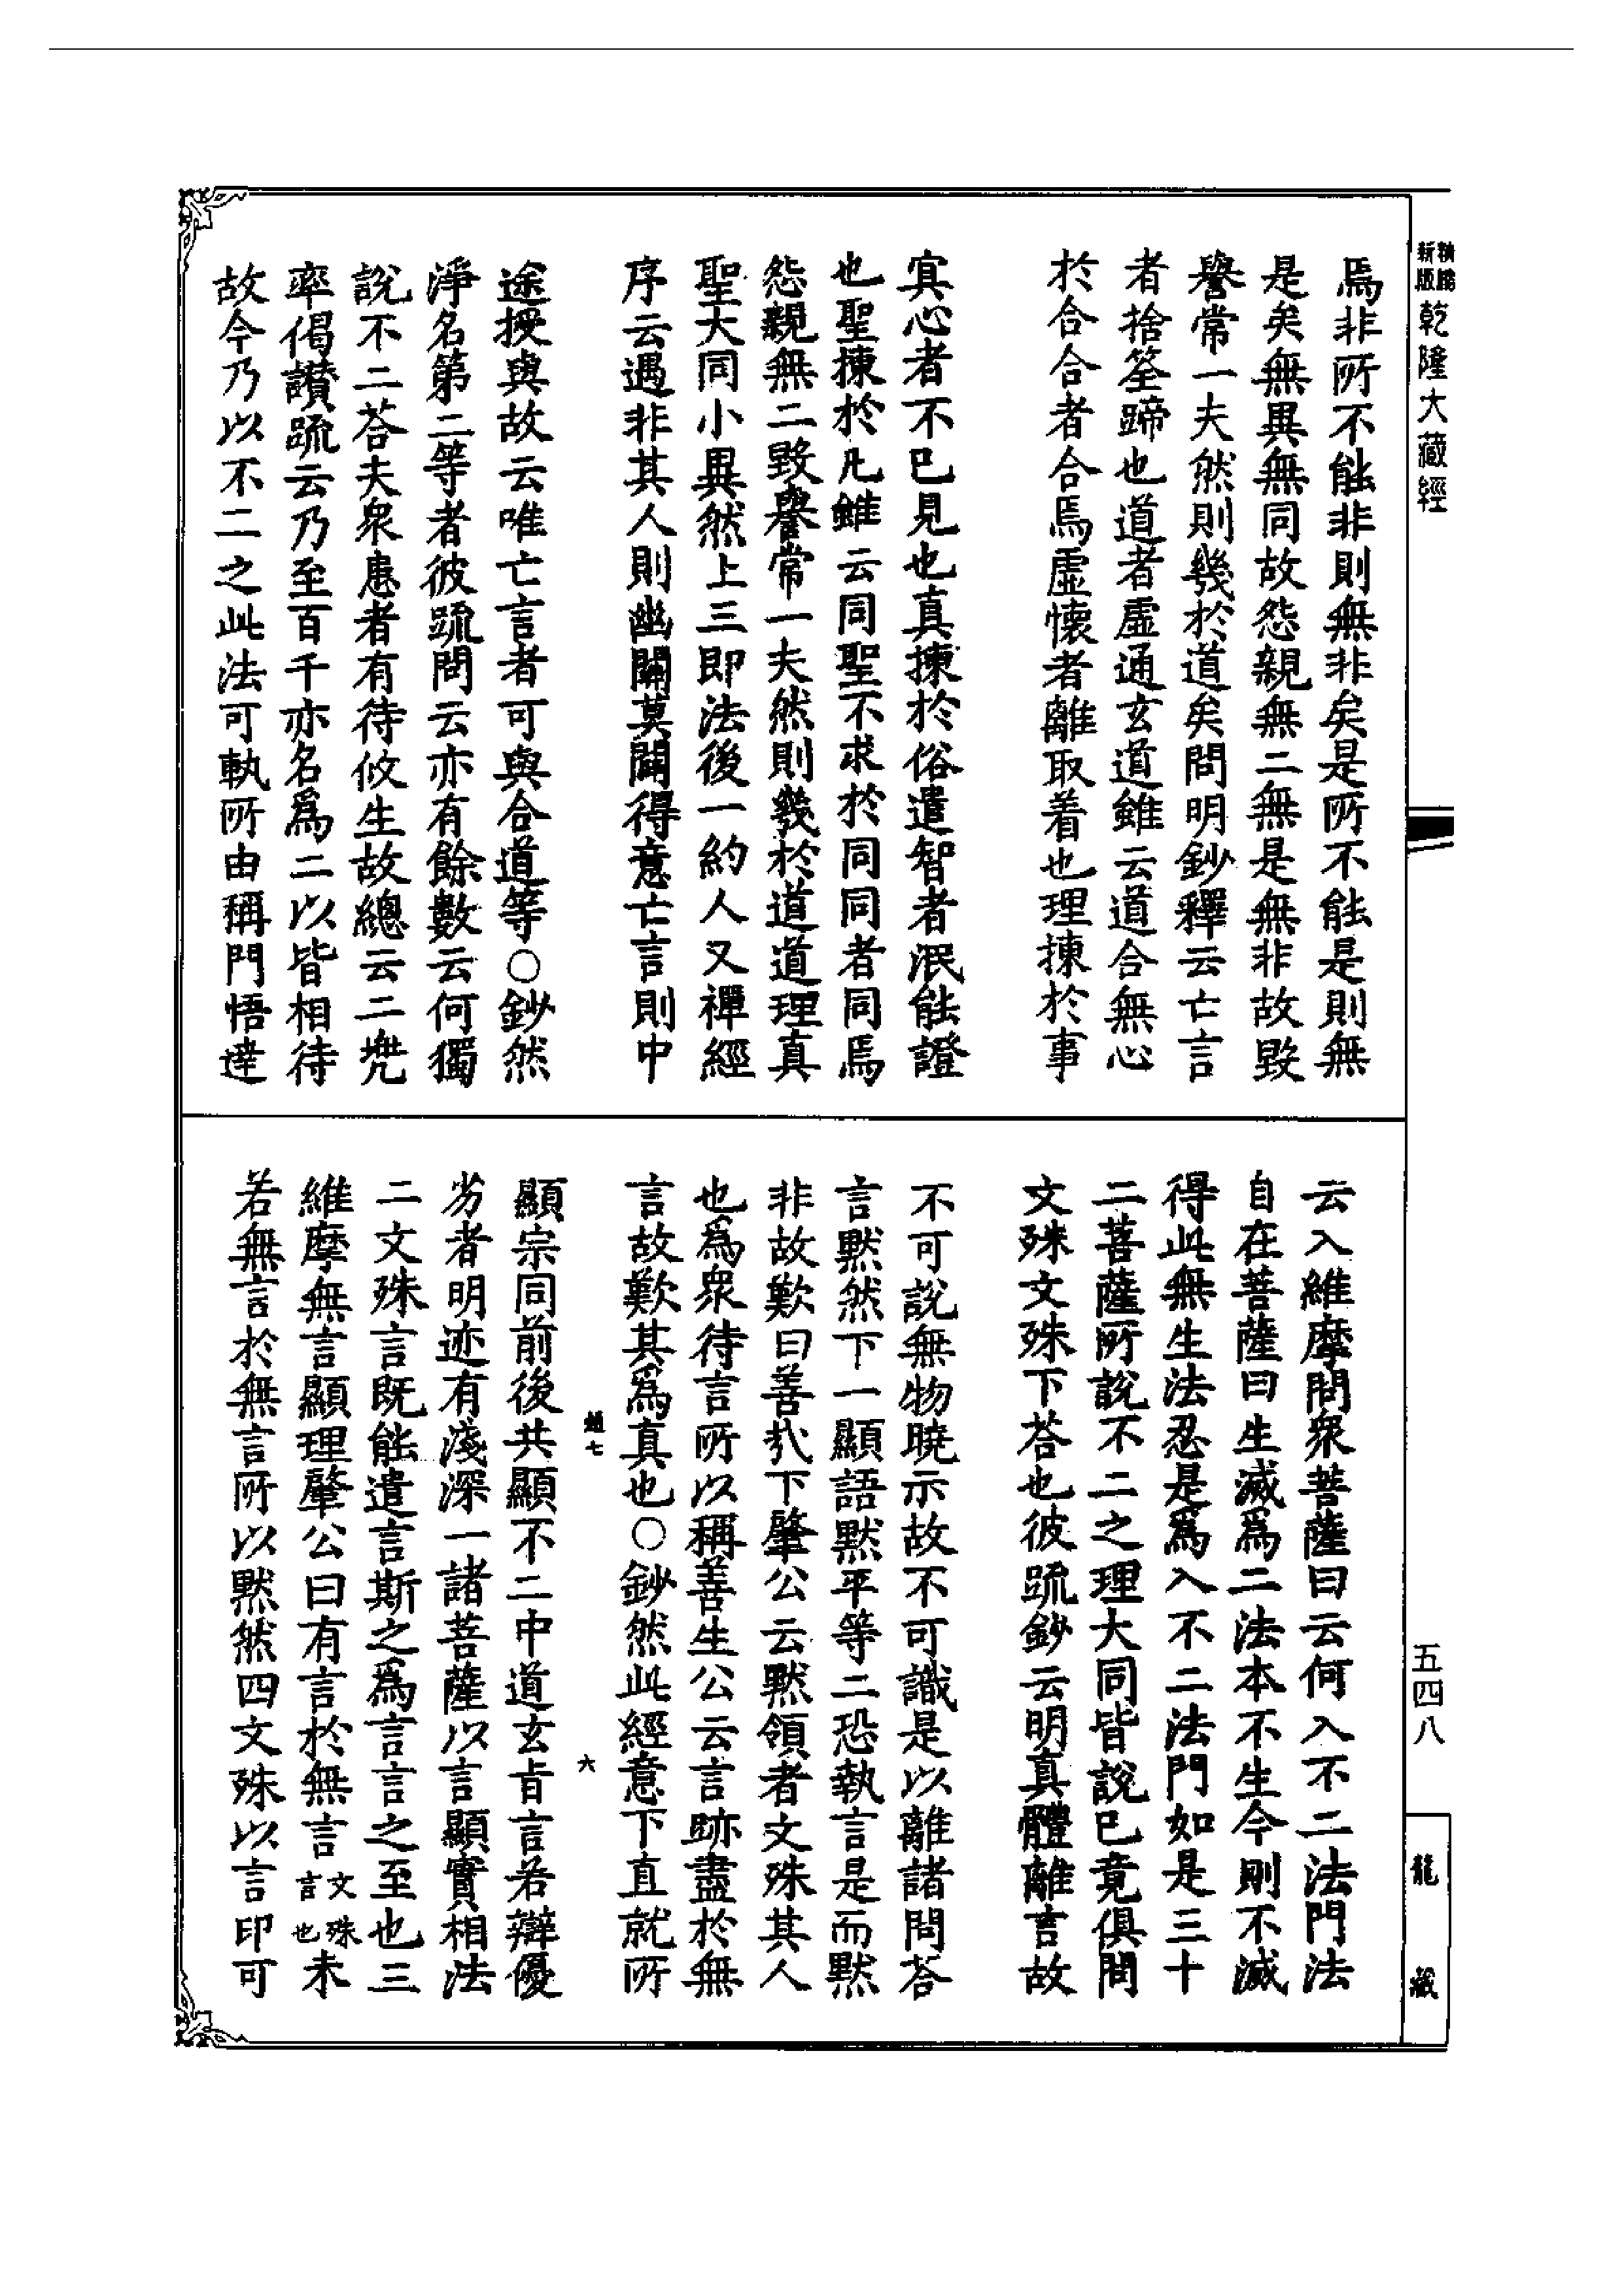 乾隆大藏經
焉非所不能非則無非矣是所不能是則無
是矣無異無同故怨親無二無是無非故毀
譽常一夫然則幾於道矣問明鈔釋云亡言
者捨筌蹄也道者虛通玄道雖云道合無心
於合合者合焉虛懷者離取着也理揀於事
寘心者不已見也真揀於俗遣智者泯能證
也聖揀於凡雖云同聖不求於同同者同焉
怨親無二毀譽常一夫然則幾於道道理真
聖大同小異然上三即法後一約人又禪經
序云遇非其人則幽關莫闢得意亡言則中
途授與故云唯亡言者可與合道等○鈔然
淨名第二等者彼疏問云亦有餘數云何獨
說不二荅夫衆患者有待攸生故總云二凭
率偈讃疏云乃至百千亦名爲二以皆相待
故今乃以不二之此法可軌所由稱門悟達
云入維摩問衆菩薩曰云何入不二法門法
自在菩薩曰生滅爲二法本不生今則不滅
得此無生法忍是爲入不二法門如是三十
二菩薩所說不二之理大同皆說已竟俱問
文殊文殊下荅也彼疏鈔云明真體離言故
不可說無物曉示故不可識是以離諸問荅
言默然下一顯語默平等二恐執言是而默
非故歎曰善㢤下肇公云默領者文殊其人
也爲衆待言所以稱善生公云言跡盡於無
言故歎其爲真也○鈔然此經意下直就所
六
顯宗同前後共顯不二中道玄旨言若辯優
劣者明迹有淺深一諸菩薩以言顯實相法
二文殊言既能遣言斯之爲言言之至也三
維摩無言顯理肇公曰有言於無言文殊言也未
若無言於無言所以默然四文殊以言印可
五四八
龍藏